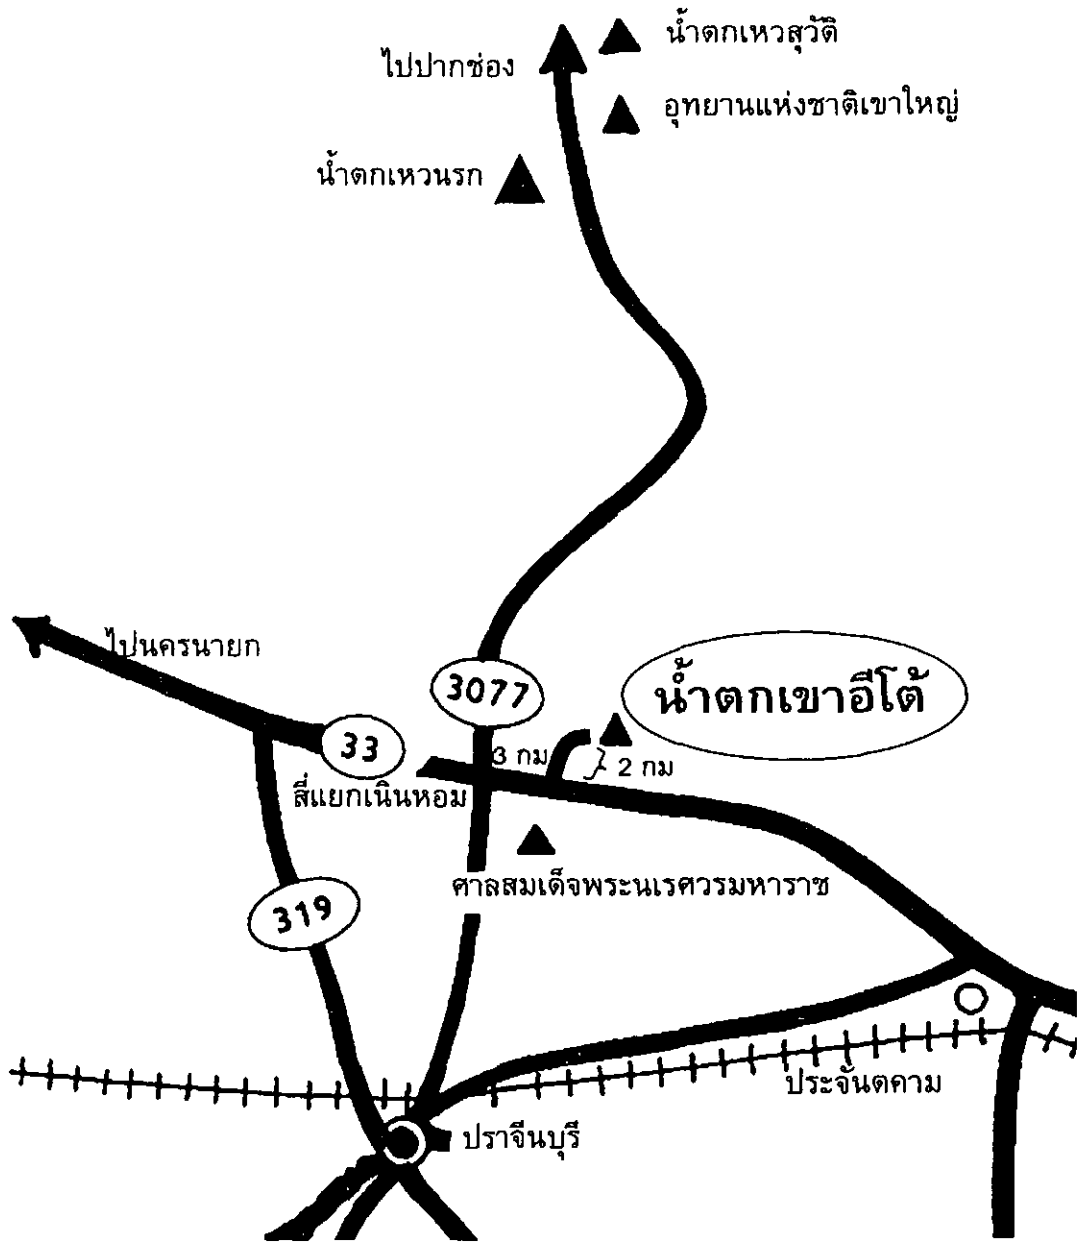 น้ำตกเหวสุวัติ
ไปปากช่อง
อุทยานแห่งชาติเขาใหญ่
น้ำตกเหวนรก
ไปนครนายก
3077
น้ำตกเขาอีโต้
33
3 กม
2 กม
สี่แยกเนินหอม
ศาลสมเด็จพระนเรศวรมหาราช
319
ประจันตคาม
ปราจีนบุรี